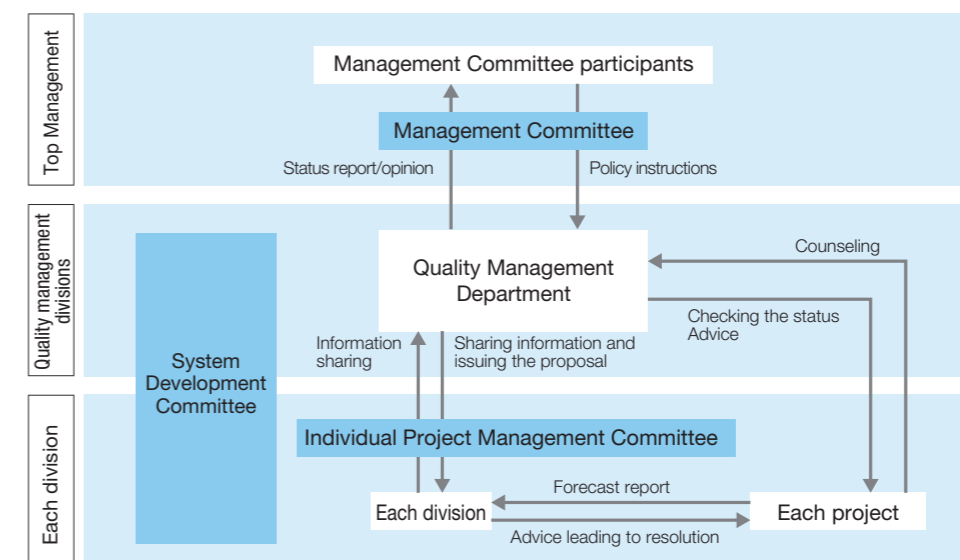 Top Management
Management Committee participants
Management Committee
Status report/opinion
Policy instructions
Quality management
divisions
Quality Management
Department
Counseling
Checking the status
Advice
Information
sharing
Sharing information and
issuing the proposal
System
Development
Committee
Each division
Individual Project Management Committee
Each division
Forecast report
Advice leading to resolution
Each project